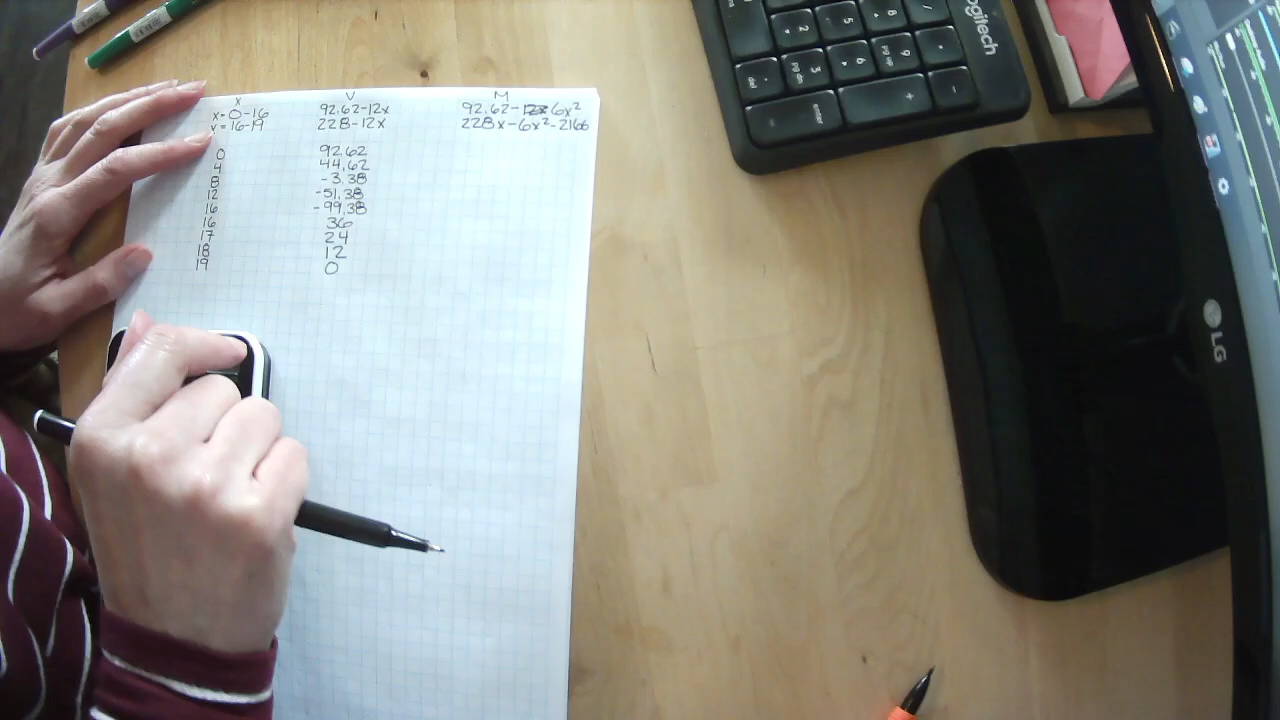 X V M
x=0-16 92.62-12x 92.62-6x²
x=16-19 228-12x 228x-6x²-2166
0 92.62
4 44.62
8 -3.38
12 -51.38
16 -99.38
16 36
17 24
18 12
19 0
Logitech
LG